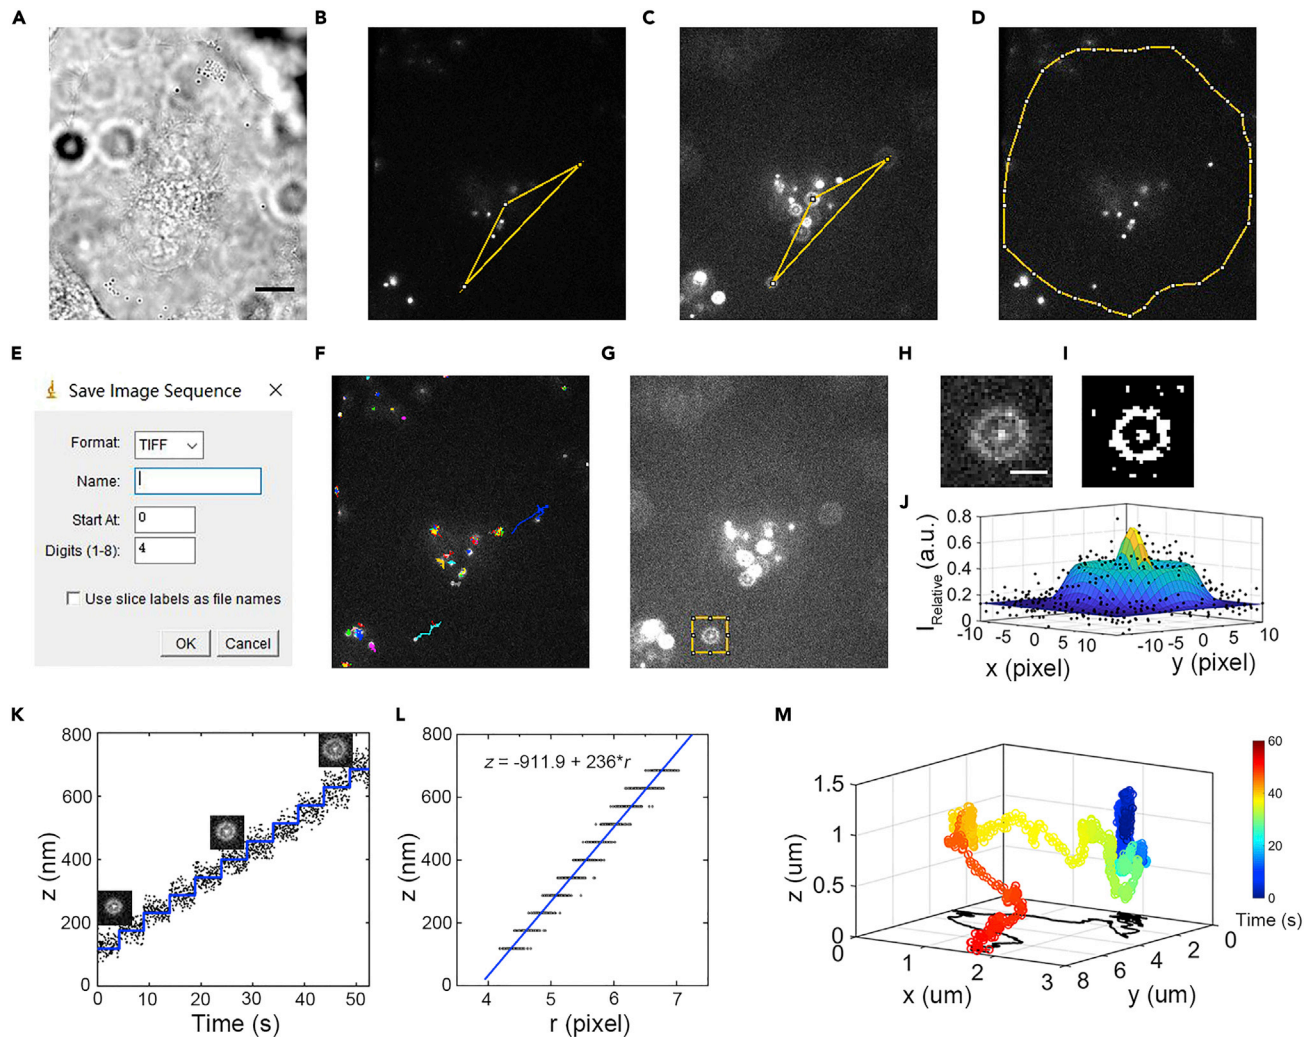 A
B
C
D
E
F
G
H
I
Save Image Sequence
Format: TIFF
Name:
Start At: 0
Digits (1-8): 4
Use slice labels as file names
OK Cancel
J
0.8
0.6
0.4
0.2
0
I Relative (a.u.)
-10 -5 0 5 10
x (pixel)
-10 -5 0 5 10
y (pixel)
K
800
600
400
200
0
z (nm)
0 10 20 30 40 50
Time (s)
L
800
600
400
200
0
z (nm)
z = -911.9 + 236*r
4 5 6 7
r (pixel)
M
1.5
1
0.5
0
z (um)
0 1 2 3
x (um)
8 6 4 2 0
y (um)
60
40
20
0
Time (s)